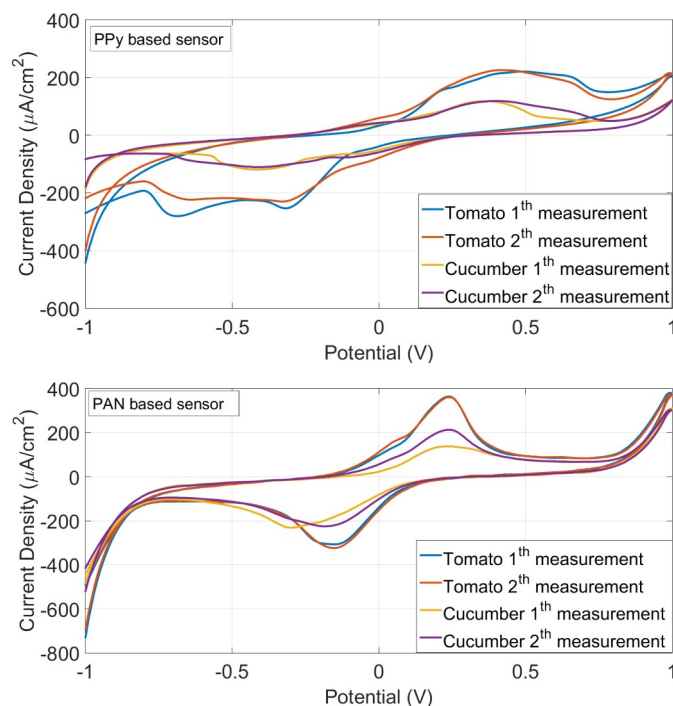 400
PPy based sensor
200
0
-200
-400
-600
Current Density (μA/cm²)
Tomato 1th measurement
Tomato 2th measurement
Cucumber 1th measurement
Cucumber 2th measurement
-1 -0.5 0 0.5 1
Potential (V)
400
PAN based sensor
200
0
-200
-400
-600
-800
Current Density (μA/cm²)
Tomato 1th measurement
Tomato 2th measurement
Cucumber 1th measurement
Cucumber 2th measurement
-1 -0.5 0 0.5 1
Potential (V)